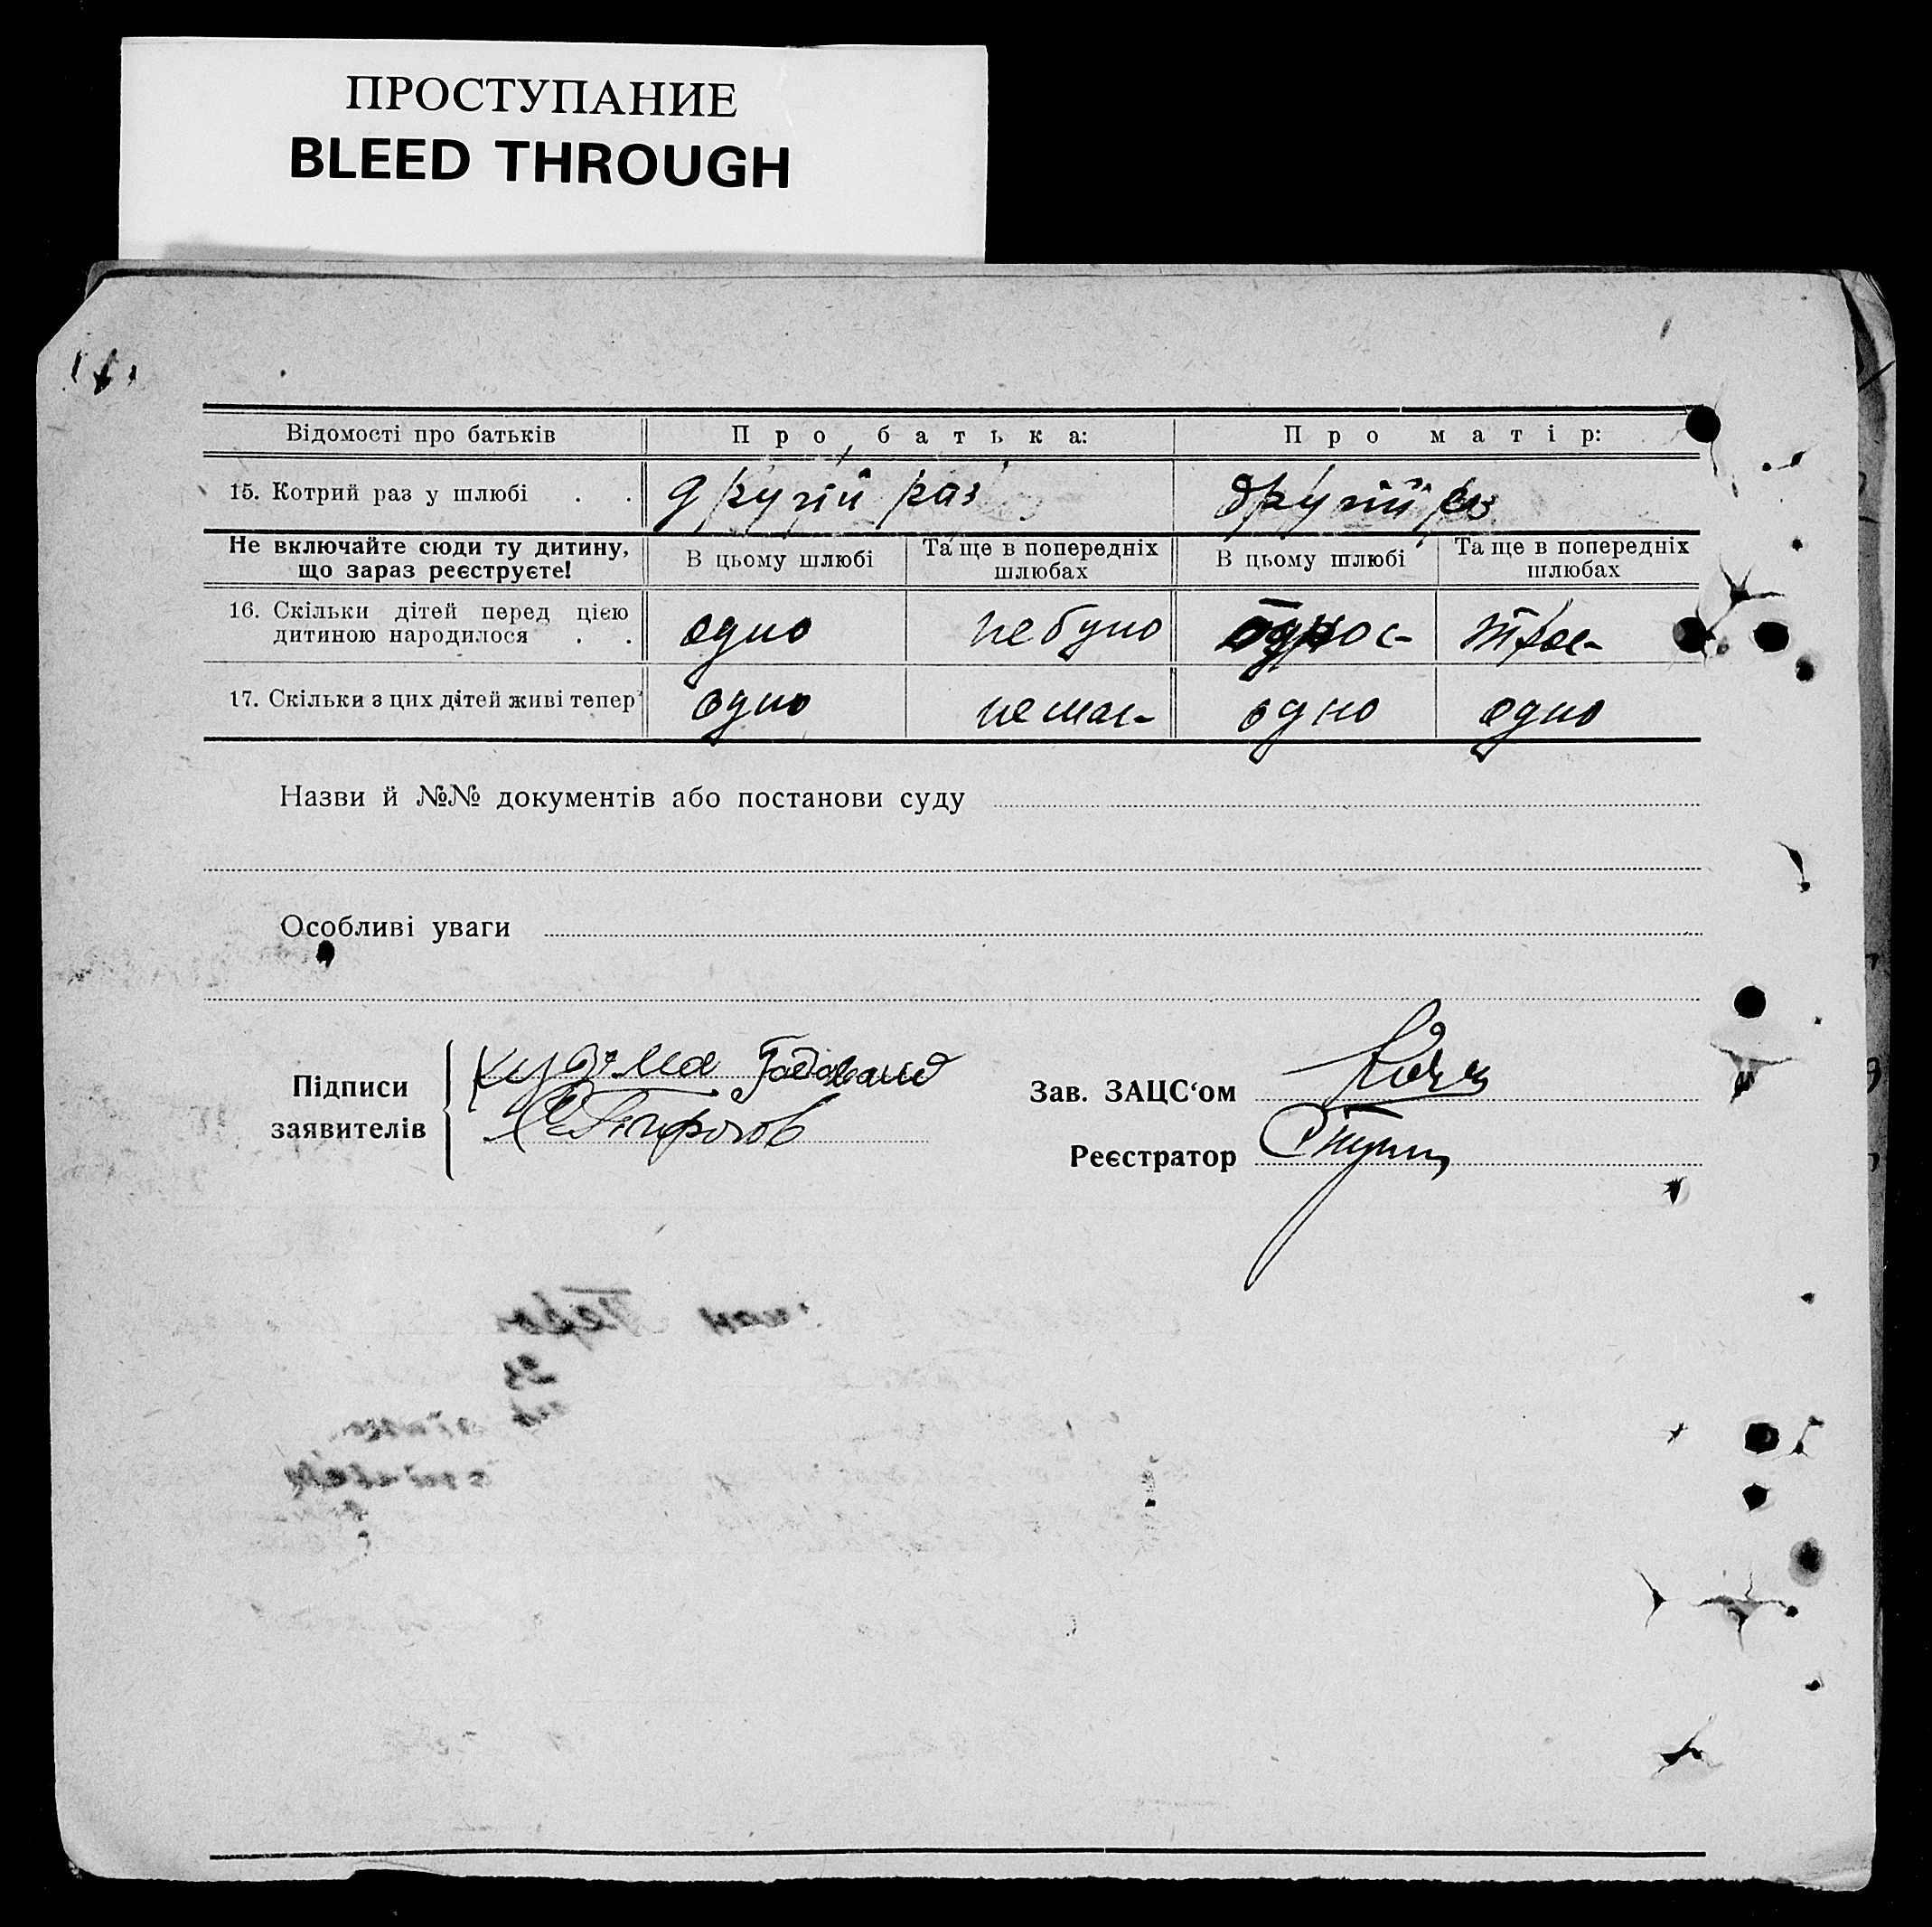 ПРОСТУПАНИЕ
BLEED THROUGH
Відомості про батьків Про батька: Про матір:
15. Котрий раз у шлюбі . . другий раз другий раз
Не включайте сюди ту дитину, що зараз реєструєте! В цьому шлюбі Та ще в попередніх шлюбах В цьому шлюбі Та ще в попередніх шлюбах
16. Скільки дітей перед цією дитиною народилося . . одно не було троє
17. Скільки з цих дітей живі тепер одно немає одно одно
Назви й №№ документів або постанови суду
Особливі уваги
Підписи заявителів
Кузьма
Зав. ЗАЦС‘ом
Реєстратор